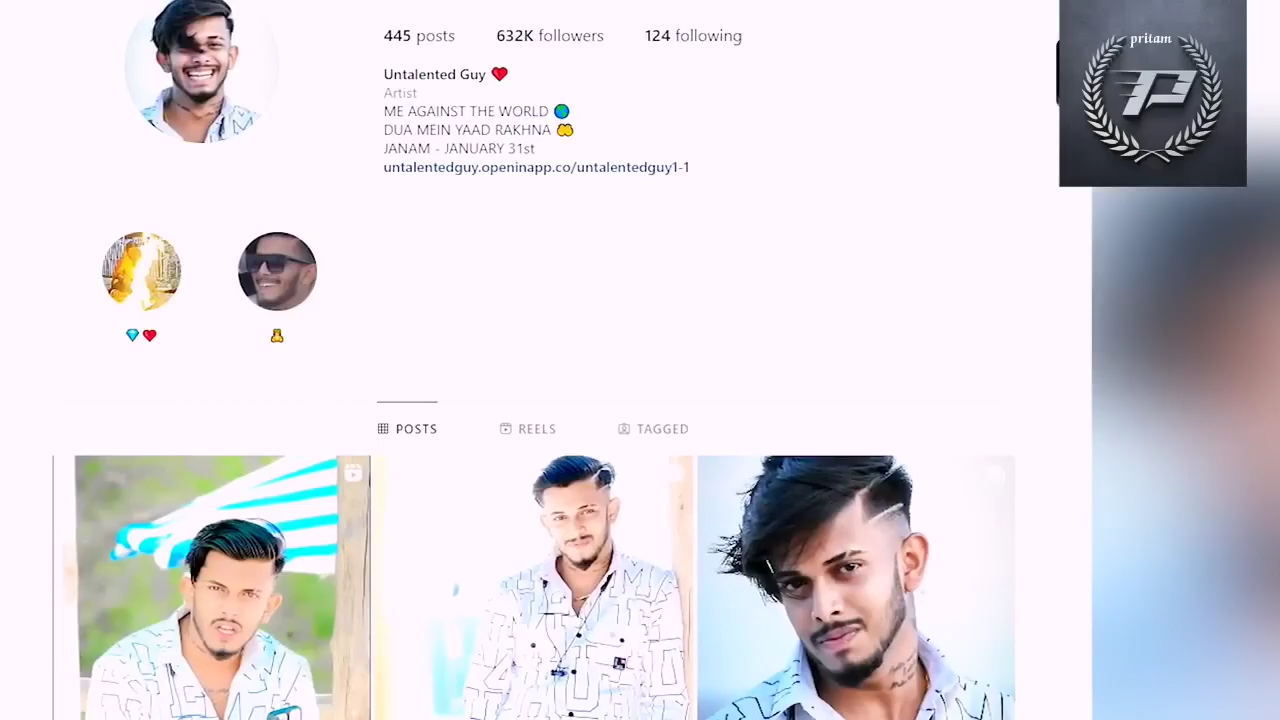 445 posts 632K followers 124 following
Untalented Guy
Artist
ME AGAINST THE WORLD
DUA MEIN YAAD RAKHNA
JANAM - JANUARY 31st
untalentedguy.openinapp.co/untalentedguy1-1
pritam
P
POSTS REELS TAGGED